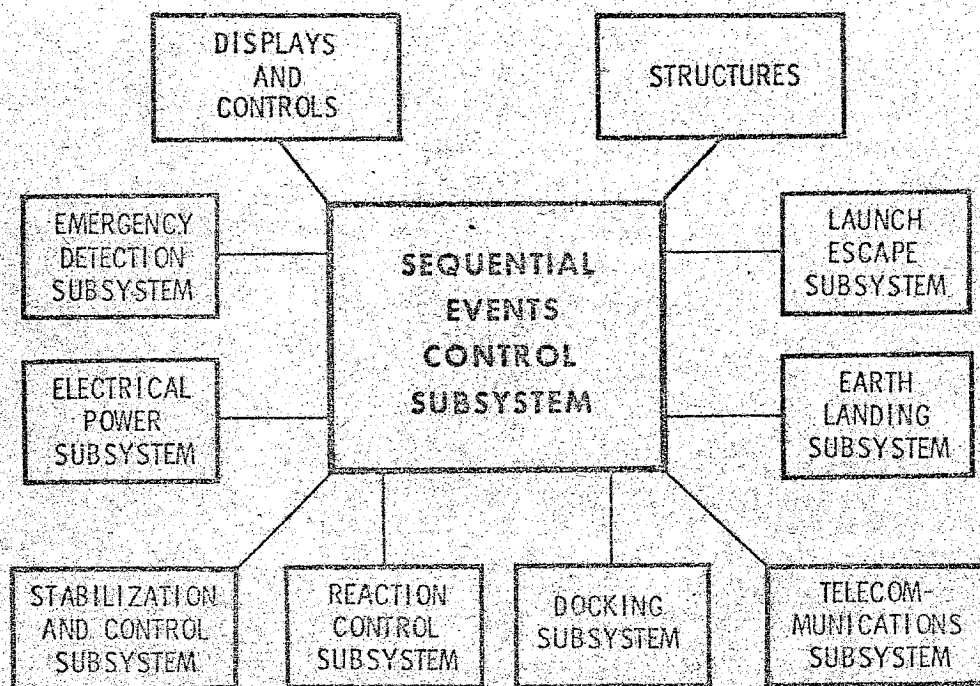 DISPLAYS
AND
CONTROLS
STRUCTURES
EMERGENCY
DETECTION
SUBSYSTEM
SEQUENTIAL
EVENTS
CONTROL
SUBSYSTEM
LAUNCH
ESCAPE
SUBSYSTEM
ELECTRICAL
POWER
SUBSYSTEM
EARTH
LANDING
SUBSYSTEM
STABILIZATION
AND CONTROL
SUBSYSTEM
REACTION
CONTROL
SUBSYSTEM
DOCKING
SUBSYSTEM
TELECOM-
MUNICATIONS
SUBSYSTEM